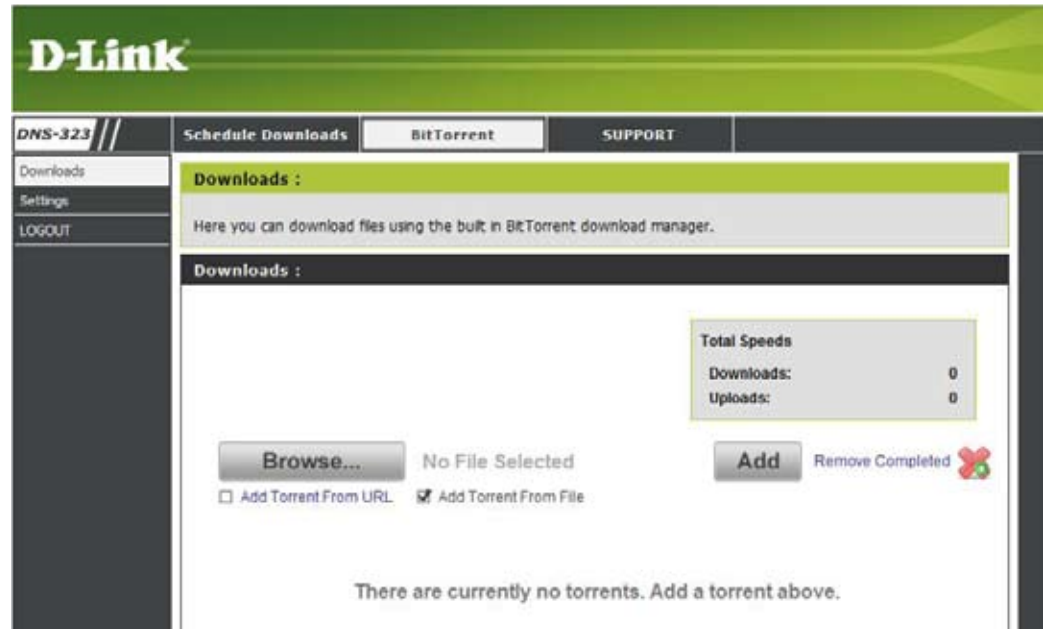 D-Link
DNS-323
Schedule Downloads BitTorrent SUPPORT
Downloads
Settings
LOGOUT
Downloads :
Here you can download files using the built in BitTorrent download manager.
Downloads :
Total Speeds
Downloads: 0
Uploads: 0
Browse... No File Selected Add Remove Completed
Add Torrent From URL Add Torrent From File
There are currently no torrents. Add a torrent above.